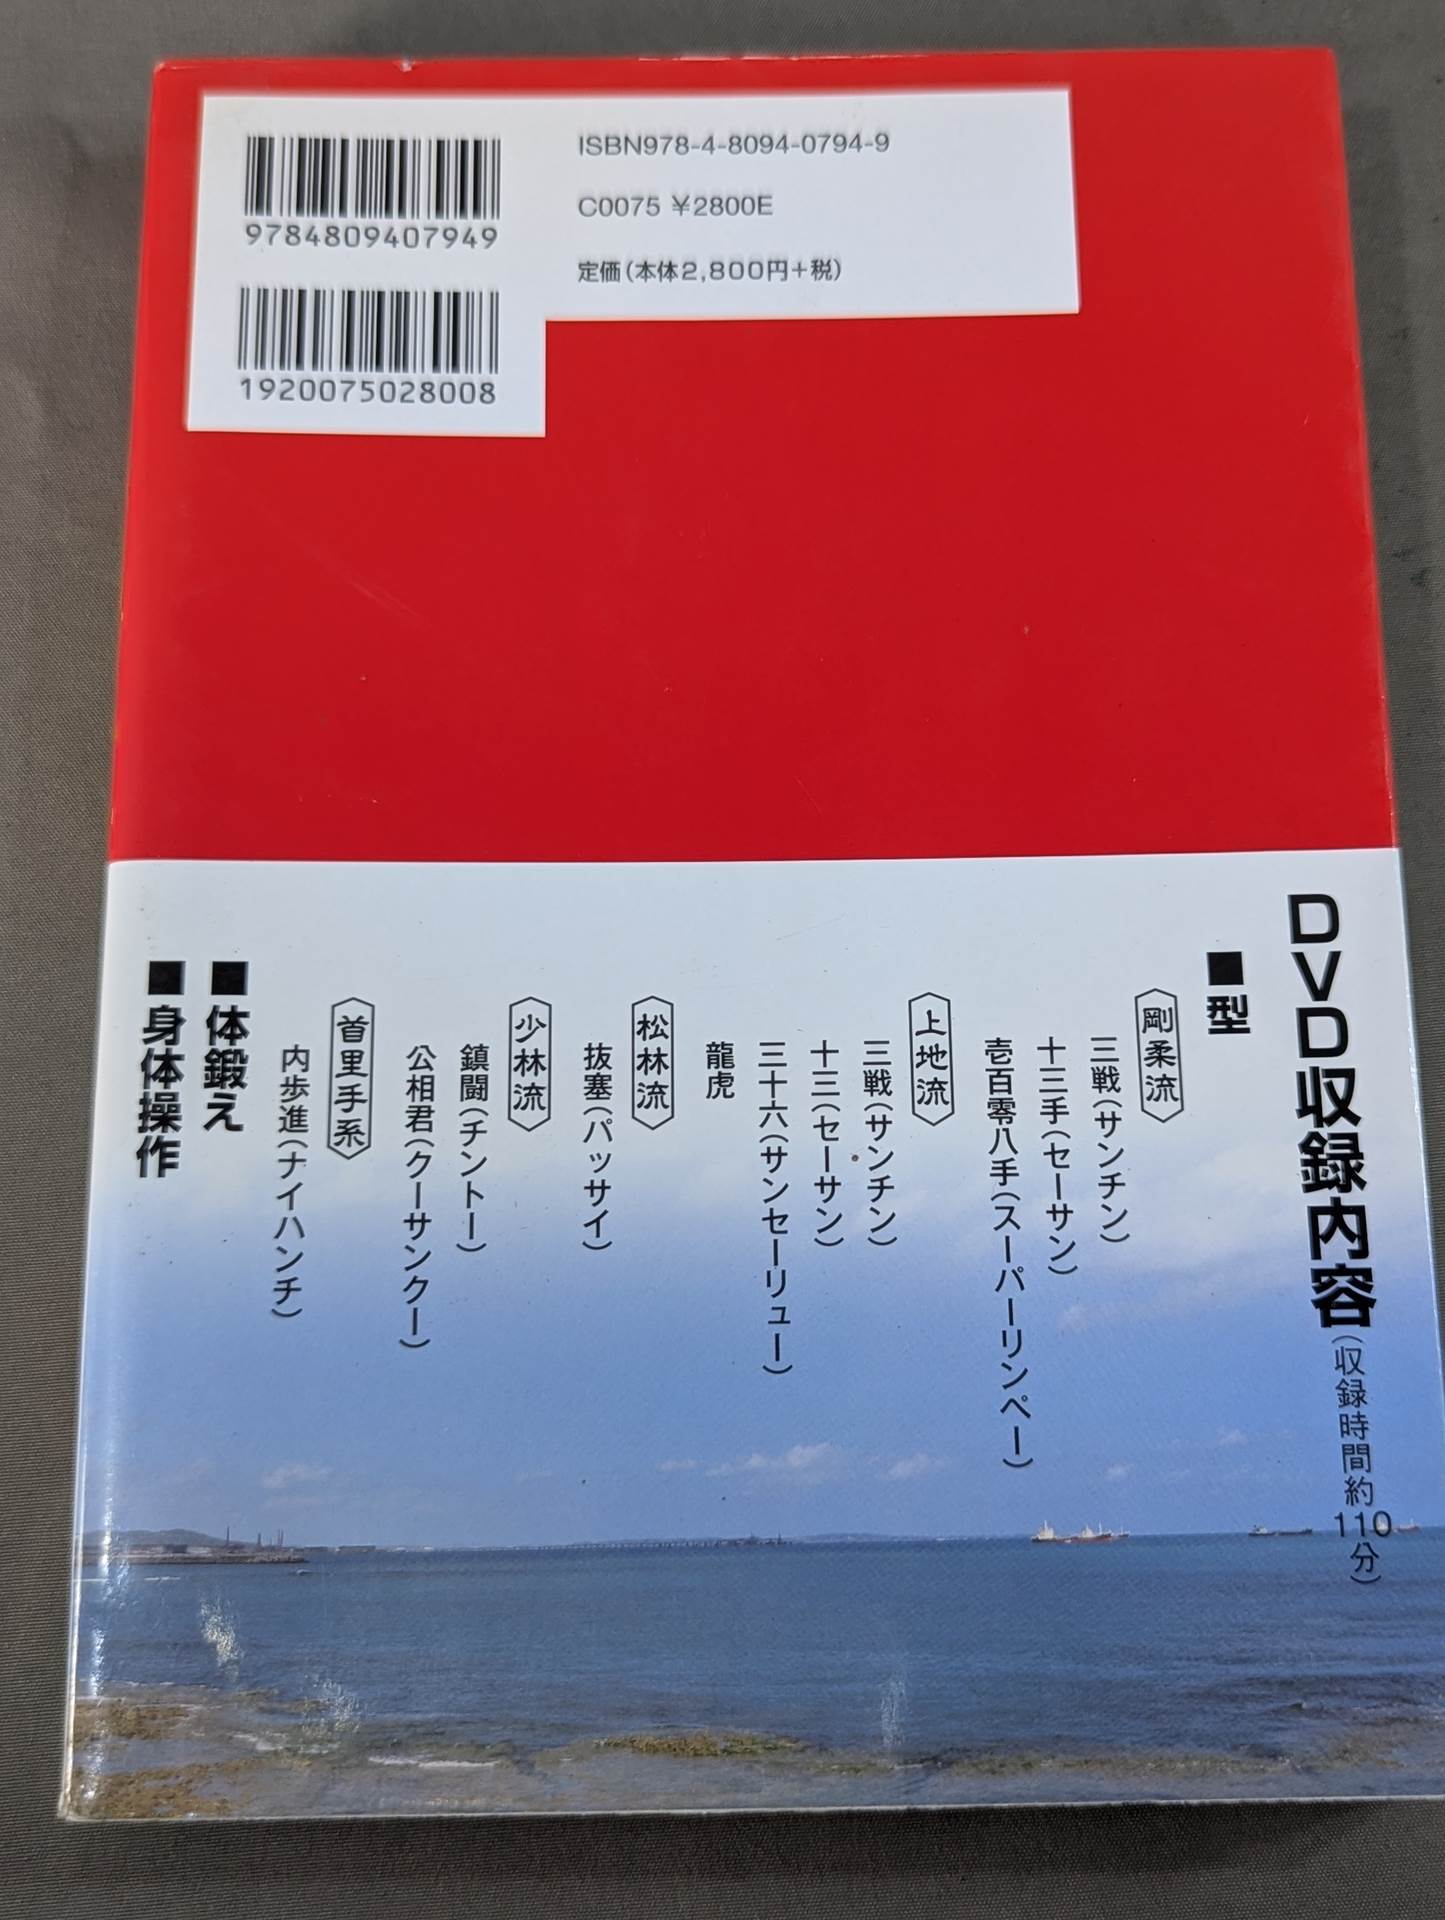 ISBN978-4-8094-0794-9
C0075 ¥2800E
定価(本体2,800円+税)
9784809407949
1920075028008
DVD収録内容(収録時間約110分)
■型
剛柔流
三戦(サンチン)
十三手(セーサン)
壱百零八手(スーパーリンペー)
上地流
三戦(サンチン)
十三(セーサン)
三十六(サンセーリュー)
龍虎
松林流
抜塞(パッサイ)
少林流
鎮闘(チントー)
公相君(クーサンクー)
首里手系
内歩進(ナイハンチ)
■体鍛え
■身体操作